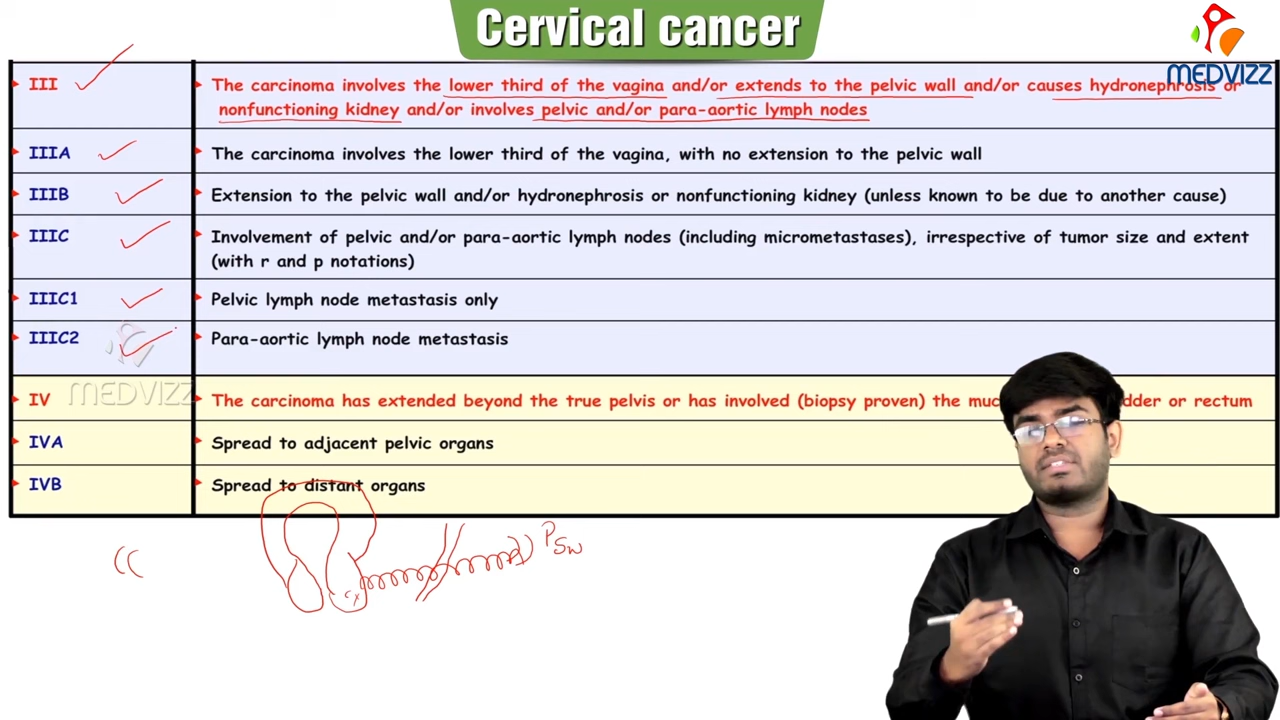 Cervical cancer
MEDVIZZ
III The carcinoma involves the lower third of the vagina and/or extends to the pelvic wall and/or causes hydronephrosis or
nonfunctioning kidney and/or involves pelvic and/or para-aortic lymph nodes
IIIA The carcinoma involves the lower third of the vagina, with no extension to the pelvic wall
IIIB Extension to the pelvic wall and/or hydronephrosis or nonfunctioning kidney (unless known to be due to another cause)
IIIC Involvement of pelvic and/or para-aortic lymph nodes (including micrometastases), irrespective of tumor size and extent
(with r and p notations)
IIIC1 Pelvic lymph node metastasis only
IIIC2 Para-aortic lymph node metastasis
MEDVIZZ
IV The carcinoma has extended beyond the true pelvis or has involved (biopsy proven) the rectum or rectum
IVA Spread to adjacent pelvic organs
IVB Spread to distant organs
PSW
Cx